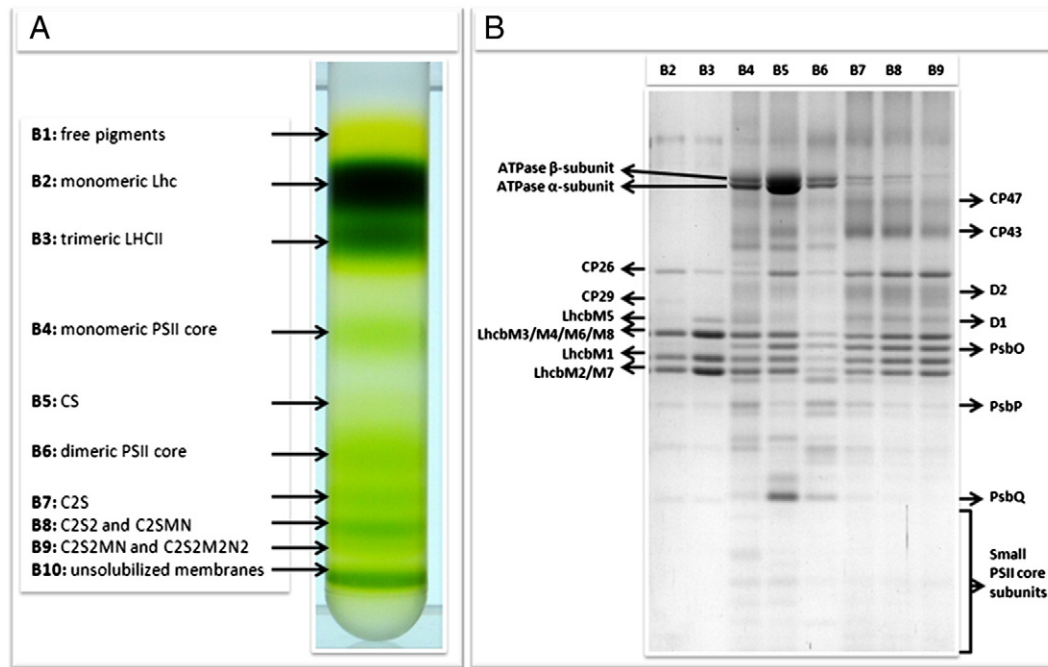 A
B1: free pigments
B2: monomeric Lhc
B3: trimeric LHCII
B4: monomeric PSII core
B5: CS
B6: dimeric PSII core
B7: C2S
B8: C2S2 and C2SMN
B9: C2S2MN and C2S2M2N2
B10: unsolubilized membranes
B
B2 B3 B4 B5 B6 B7 B8 B9
ATPase β-subunit
ATPase α-subunit
CP26
CP29
LhcbM5
LhcbM3/M4/M6/M8
LhcbM1
LhcbM2/M7
CP47
CP43
D2
D1
PsbO
PsbP
PsbQ
Small
PSII core
subunits